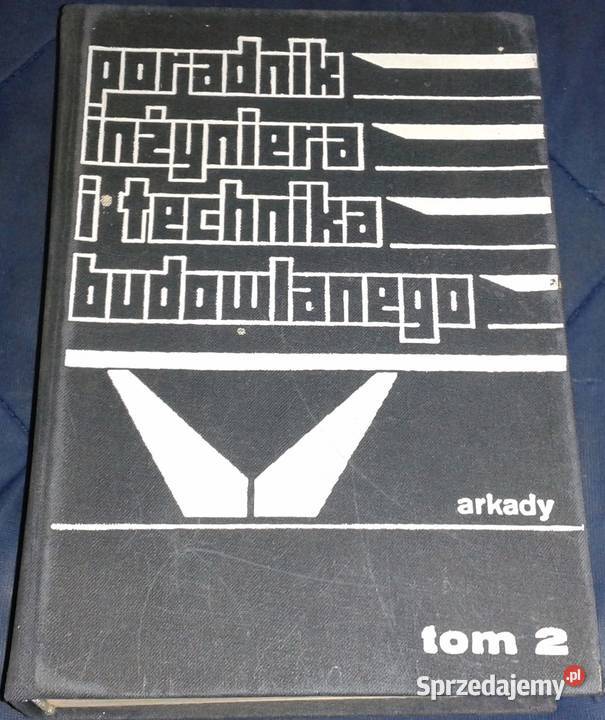 poradnik
inżyniera
i technika
budowlanego
arkady
tom 2
Sprzedajemy.pl